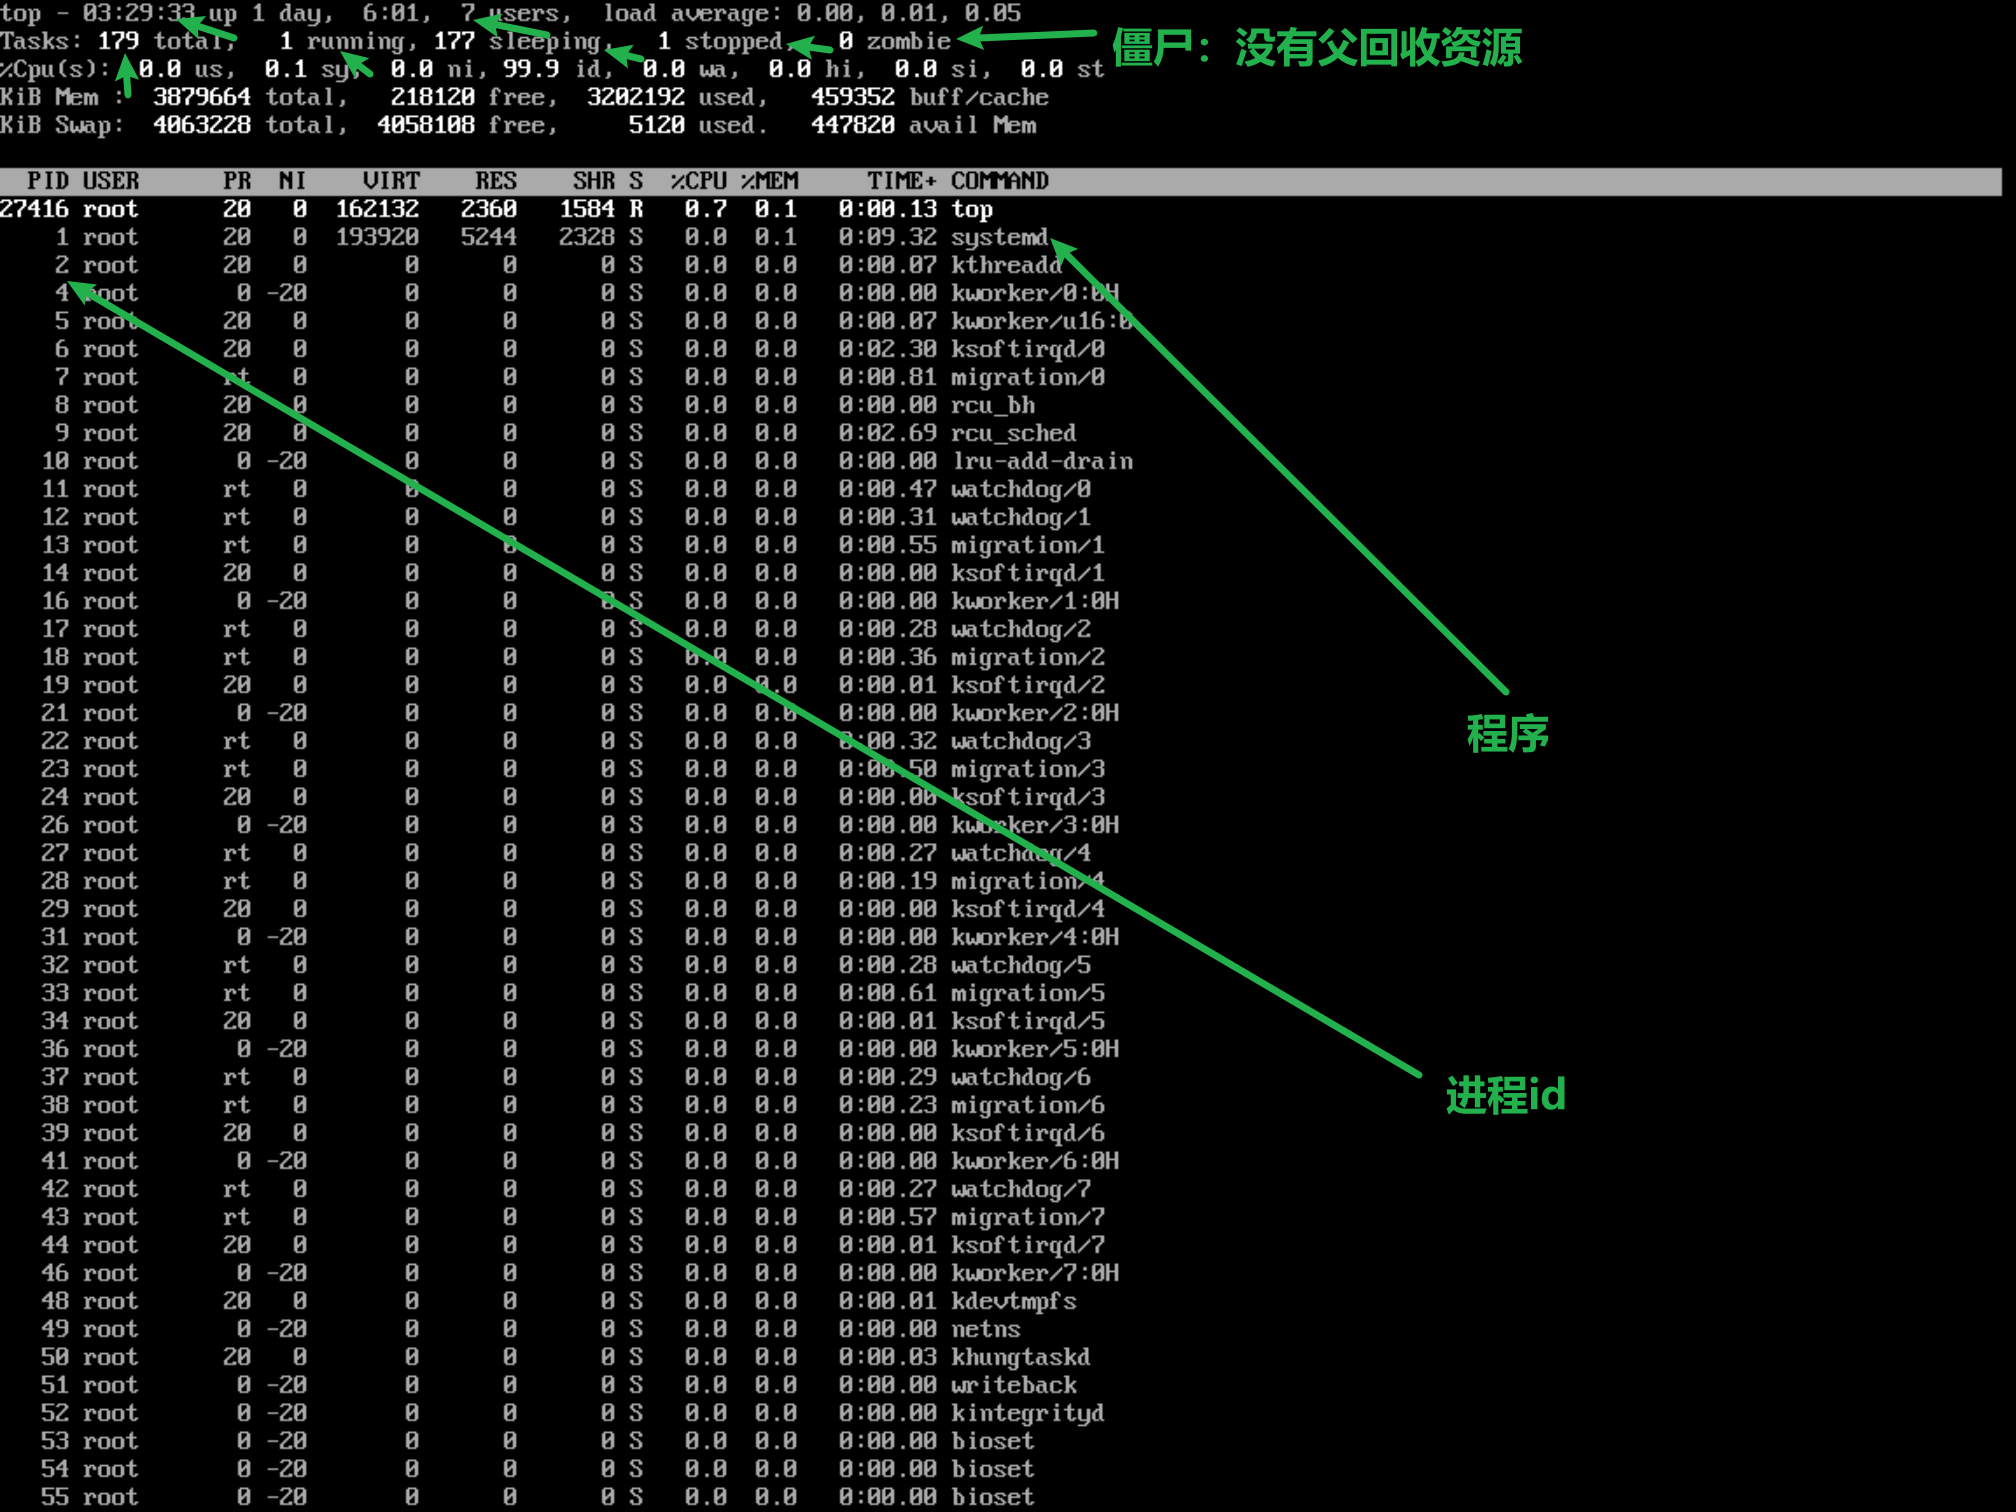 top - 03:29:33 up 1 day,  6:01,  7 users,  load average: 0.00, 0.01, 0.05
Tasks: 179 total,   1 running, 177 sleeping,   1 stopped,   0 zombie
僵尸：没有父回收资源
%Cpu(s):  0.0 us,  0.1 sy,  0.0 ni, 99.9 id,  0.0 wa,  0.0 hi,  0.0 si,  0.0 st
KiB Mem :  3879664 total,   218120 free,  3202192 used,   459352 buff/cache
KiB Swap:  4063228 total,  4058108 free,     5120 used.   447820 avail Mem
PID USER PR NI VIRT RES SHR S %CPU %MEM TIME+ COMMAND
27416 root 20 0 162132 2360 1584 R 0.7 0.1 0:00.13 top
1 root 20 0 193920 5244 2328 S 0.0 0.1 0:09.32 systemd
2 root 20 0 0 0 0 S 0.0 0.0 0:00.07 kthreadd
4 root 0 -20 0 0 0 S 0.0 0.0 0:00.00 kworker/0:0H
5 root 20 0 0 0 0 S 0.0 0.0 0:00.07 kworker/u16:0
6 root 20 0 0 0 0 S 0.0 0.0 0:02.30 ksoftirqd/0
7 root rt 0 0 0 0 S 0.0 0.0 0:00.81 migration/0
8 root 20 0 0 0 0 S 0.0 0.0 0:00.00 rcu_bh
9 root 20 0 0 0 0 S 0.0 0.0 0:02.69 rcu_sched
10 root 0 -20 0 0 0 S 0.0 0.0 0:00.00 lru-add-drain
11 root rt 0 0 0 0 S 0.0 0.0 0:00.47 watchdog/0
12 root rt 0 0 0 0 S 0.0 0.0 0:00.31 watchdog/1
13 root rt 0 0 0 0 S 0.0 0.0 0:00.55 migration/1
14 root 20 0 0 0 0 S 0.0 0.0 0:00.00 ksoftirqd/1
16 root 0 -20 0 0 0 S 0.0 0.0 0:00.00 kworker/1:0H
17 root rt 0 0 0 0 S 0.0 0.0 0:00.28 watchdog/2
18 root rt 0 0 0 0 S 0.0 0.0 0:00.36 migration/2
19 root 20 0 0 0 0 S 0.0 0.0 0:00.01 ksoftirqd/2
21 root 0 -20 0 0 0 S 0.0 0.0 0:00.00 kworker/2:0H
程序
22 root rt 0 0 0 0 S 0.0 0.0 0:00.32 watchdog/3
23 root rt 0 0 0 0 S 0.0 0.0 0:00.50 migration/3
24 root 20 0 0 0 0 S 0.0 0.0 0:00.00 ksoftirqd/3
26 root 0 -20 0 0 0 S 0.0 0.0 0:00.00 kworker/3:0H
27 root rt 0 0 0 0 S 0.0 0.0 0:00.27 watchdog/4
28 root rt 0 0 0 0 S 0.0 0.0 0:00.19 migration/4
29 root 20 0 0 0 0 S 0.0 0.0 0:00.00 ksoftirqd/4
31 root 0 -20 0 0 0 S 0.0 0.0 0:00.00 kworker/4:0H
32 root rt 0 0 0 0 S 0.0 0.0 0:00.28 watchdog/5
33 root rt 0 0 0 0 S 0.0 0.0 0:00.61 migration/5
34 root 20 0 0 0 0 S 0.0 0.0 0:00.01 ksoftirqd/5
36 root 0 -20 0 0 0 S 0.0 0.0 0:00.00 kworker/5:0H
37 root rt 0 0 0 0 S 0.0 0.0 0:00.29 watchdog/6
进程id
38 root rt 0 0 0 0 S 0.0 0.0 0:00.23 migration/6
39 root 20 0 0 0 0 S 0.0 0.0 0:00.01 ksoftirqd/6
41 root 0 -20 0 0 0 S 0.0 0.0 0:00.00 kworker/6:0H
42 root rt 0 0 0 0 S 0.0 0.0 0:00.27 watchdog/7
43 root rt 0 0 0 0 S 0.0 0.0 0:00.57 migration/7
44 root 20 0 0 0 0 S 0.0 0.0 0:00.01 ksoftirqd/7
46 root 0 -20 0 0 0 S 0.0 0.0 0:00.00 kworker/7:0H
48 root 20 0 0 0 0 S 0.0 0.0 0:00.01 kdevtmpfs
49 root 0 -20 0 0 0 S 0.0 0.0 0:00.00 netns
50 root 20 0 0 0 0 S 0.0 0.0 0:00.03 khungtaskd
51 root 0 -20 0 0 0 S 0.0 0.0 0:00.00 writeback
52 root 0 -20 0 0 0 S 0.0 0.0 0:00.00 kintegrityd
53 root 0 -20 0 0 0 S 0.0 0.0 0:00.00 bioset
54 root 0 -20 0 0 0 S 0.0 0.0 0:00.00 bioset
55 root 0 -20 0 0 0 S 0.0 0.0 0:00.00 bioset